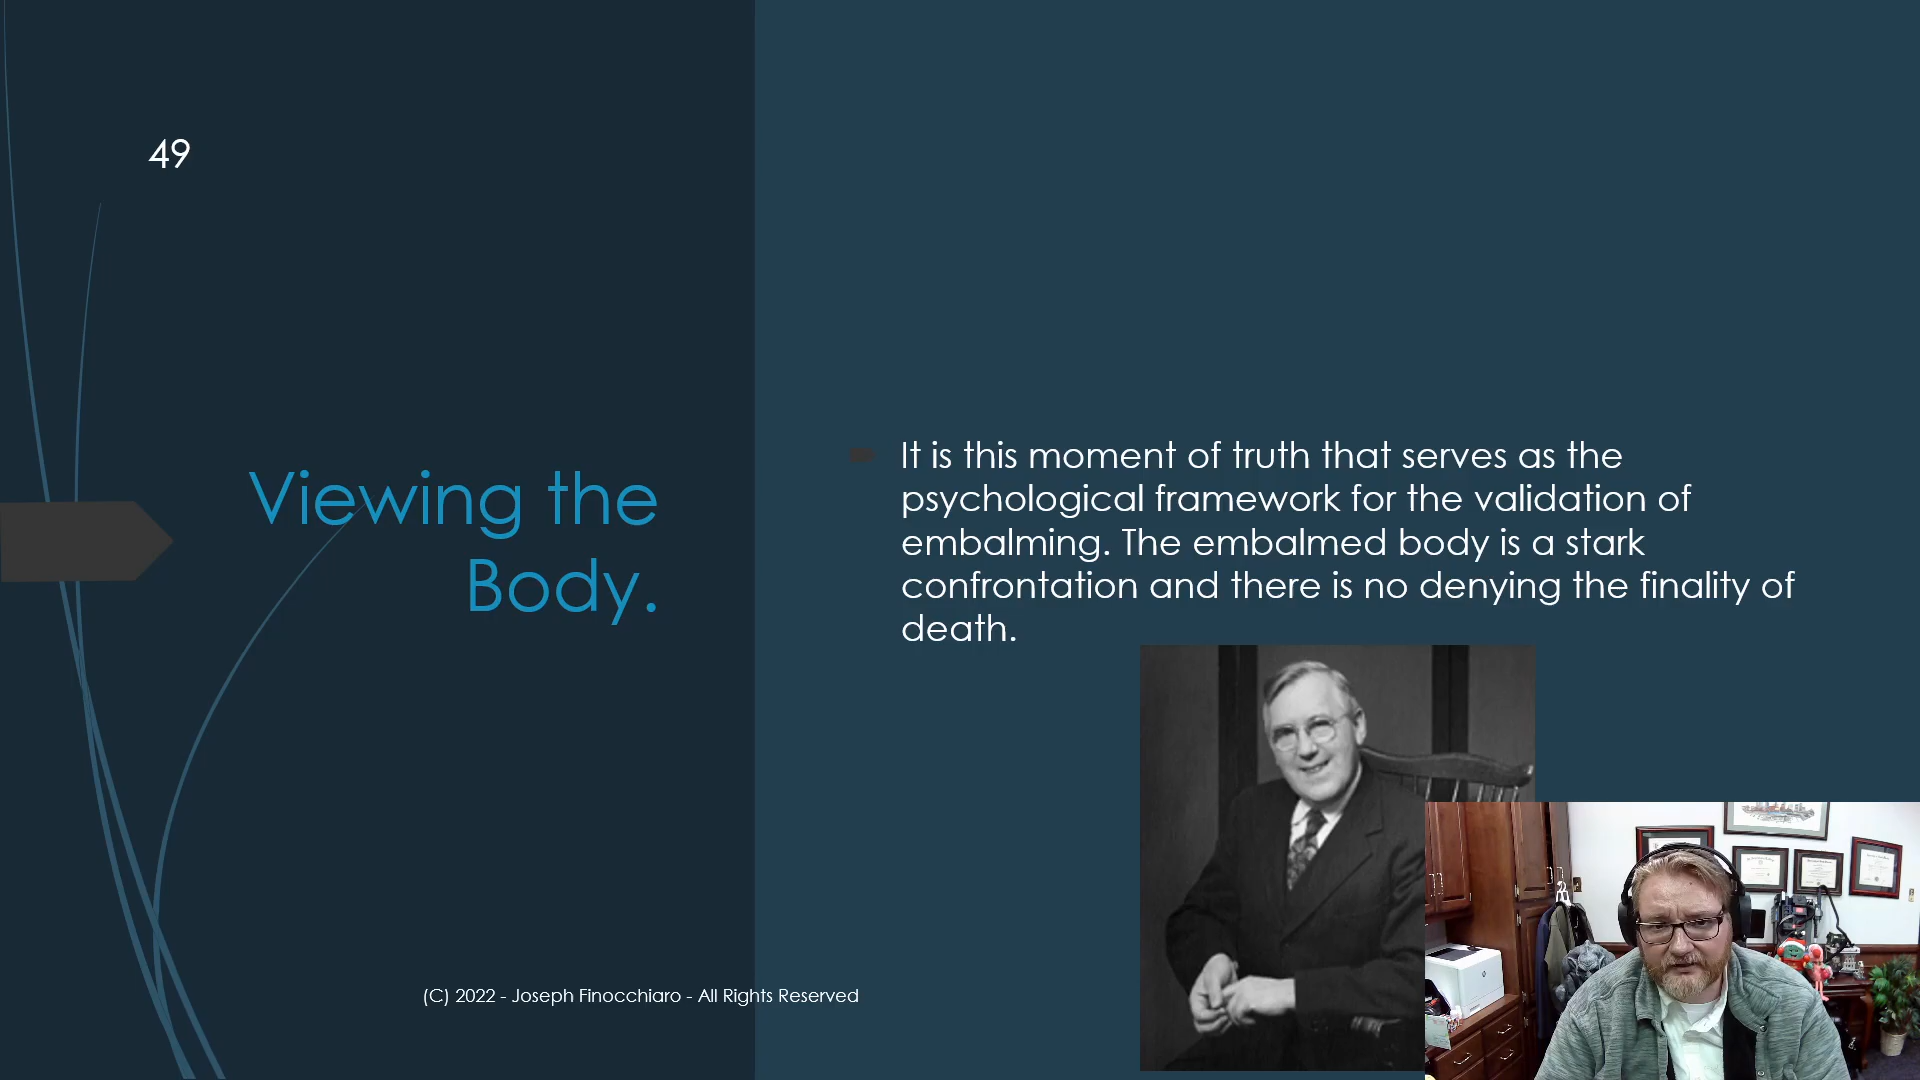 49
Viewing the
Body.
It is this moment of truth that serves as the
psychological framework for the validation of
embalming. The embalmed body is a stark
confrontation and there is no denying the finality of
death.
(C) 2022 - Joseph Finocchiaro - All Rights Reserved